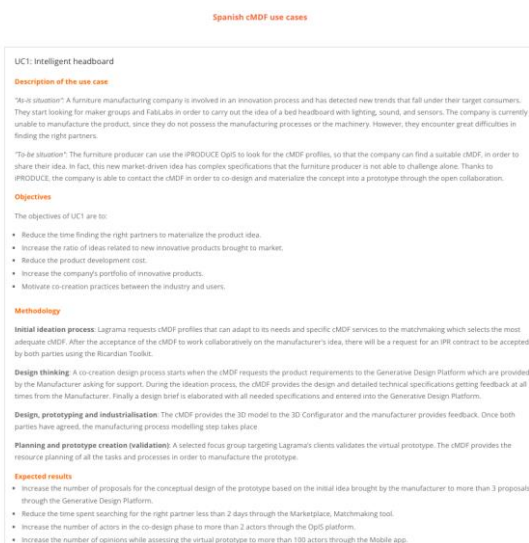 Spanish cMDF use cases
UC1: Intelligent headboard
Description of the use case
"As-is situation": A furniture manufacturing company is involved in an innovation process and has detected new trends that fall under their target consumers.
They start looking for maker groups and FabLabs in order to carry out the idea of a bed headboard with lighting, sound, and sensors. The company is currently
unable to manufacture the product, since they do not possess the manufacturing processes or the machinery. However, they encounter great difficulties in
finding the right partners.
"To-be situation": The furniture producer can use the iPRODUCE OpIS to look for the cMDF profiles, so that the company can find a suitable cMDF, in order to
share their idea. In fact, this new market-driven idea has complex specifications that the furniture producer is not able to challenge alone. Thanks to
iPRODUCE, the company is able to contact the cMDF in order to co-design and materialize the concept into a prototype through the open collaboration.
Objectives
The objectives of UC1 are to:
• Reduce the time finding the right partners to materialize the product idea.
• Increase the ratio of ideas related to new innovative products brought to market.
• Reduce the product development cost.
• Increase the company's portfolio of innovative products.
• Motivate co-creation practices between the industry and users.
Methodology
Initial ideation process: Lagrama requests cMDF profiles that can adapt to its needs and specific cMDF services to the matchmaking which selects the most
adequate cMDF. After the acceptance of the cMDF to work collaboratively on the manufacturer's idea, there will be a request for an IPR contract to be accepted
by both parties using the Ricardian Toolkit.
Design thinking: A co-creation design process starts when the cMDF requests the product requirements to the Generative Design Platform which are provided
by the Manufacturer asking for support. During the ideation process, the cMDF provides the design and detailed technical specifications getting feedback at all
times from the Manufacturer. Finally a design brief is elaborated with all needed specifications and entered into the Generative Design Platform.
Design, prototyping and industrialisation: The cMDF provides the 3D model to the 3D Configurator and the manufacturer provides feedback. Once both
parties have agreed, the manufacturing process modelling step takes place
Planning and prototype creation (validation): A selected focus group targeting Lagrama's clients validates the virtual prototype. The cMDF provides the
resource planning of all the tasks and processes in order to manufacture the prototype.
Expected results
• Increase the number of proposals for the conceptual design of the prototype based on the initial idea brought by the manufacturer to more than 3 proposals
through the Generative Design Platform.
• Reduce the time spent searching for the right partner less than 2 days through the Marketplace, Matchmaking tool.
• Increase the number of actors in the co-design phase to more than 2 actors through the OpIS platform.
• Increase the number of opinions while assessing the virtual prototype to more than 100 actors through the Mobile app.